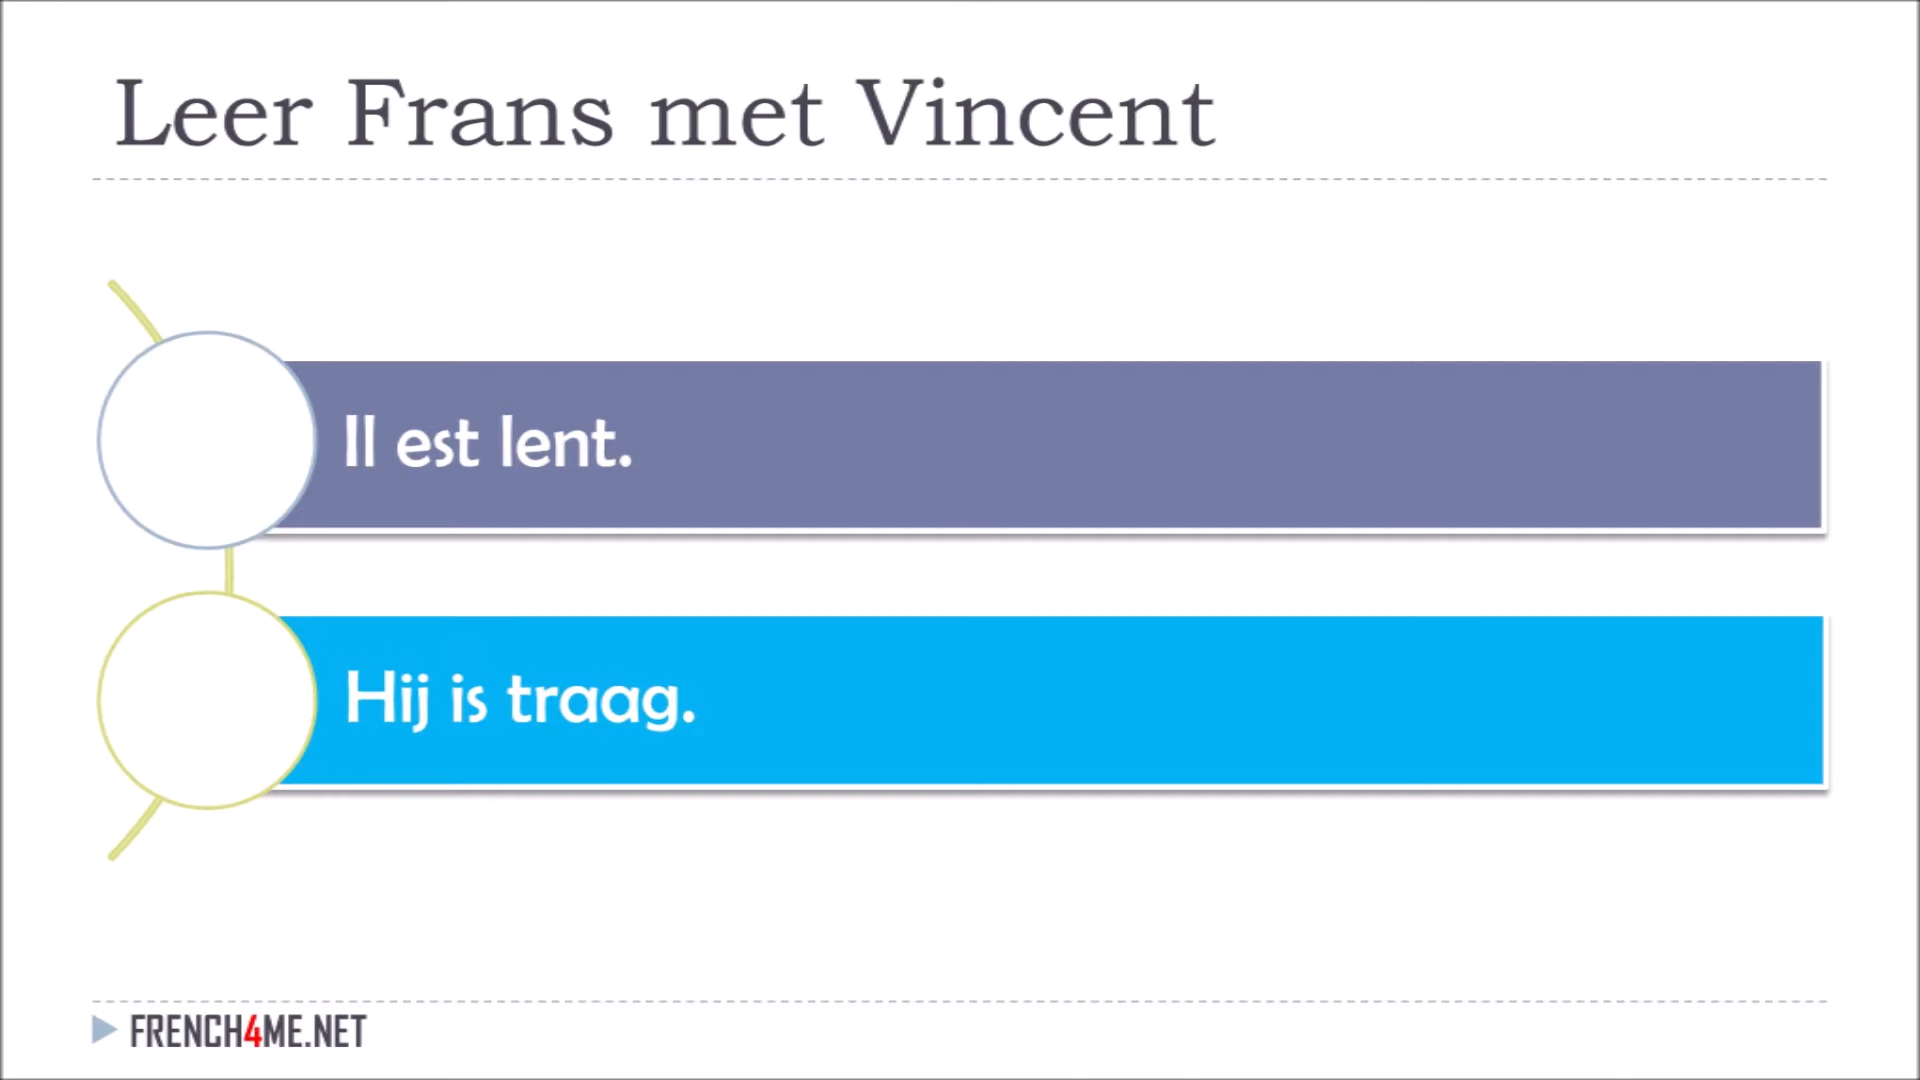 Leer Frans met Vincent
Il est lent.
Hij is traag.
FRENCH4ME.NET